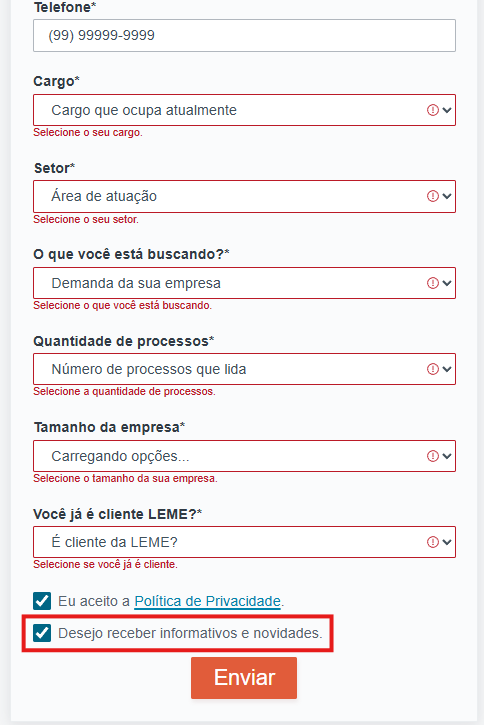 Telefone*
(99) 99999-9999
Cargo*
Cargo que ocupa atualmente
Selecione o seu cargo.
Setor*
Área de atuação
Selecione o seu setor.
O que você está buscando?*
Demanda da sua empresa
Selecione o que você está buscando.
Quantidade de processos*
Número de processos que lida
Selecione a quantidade de processos.
Tamanho da empresa*
Carregando opções...
Selecione o tamanho da sua empresa.
Você já é cliente LEME?*
É cliente da LEME?
Selecione se você já é cliente.
Eu aceito a Política de Privacidade.
Desejo receber informativos e novidades.
Enviar